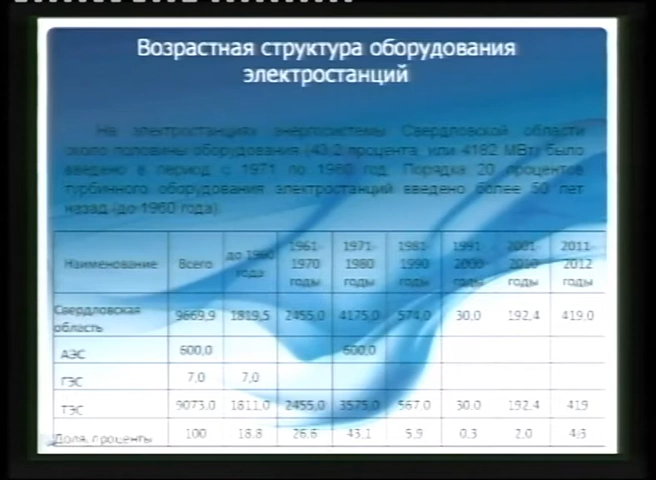 Возрастная структура оборудования
электростанций
На электростанциях энергосистемы Свердловской области
около половины оборудования (43,2 процента, или 4182 МВт) было
введено в период с 1971 по 1980 год. Порядка 20 процентов
турбинного оборудования электростанций введено более 50 лет
назад (до 1960 года).
Наименование Всего до 1960 года 1961-1970 годы 1971-1980 годы 1981-1990 годы 1991-2000 годы 2001-2010 годы 2011-2012 годы
Свердловская область 9669,9 1819,5 2455,0 4175,0 574,0 30,0 192,4 419,0
АЭС 600,0 600,0
ГЭС 7,0 7,0
ТЭС 9073,0 1811,0 2455,0 3575,0 567,0 30,0 192,4 419
Доля, проценты 100 18,8 26,6 43,1 5,9 0,3 2,0 4,3